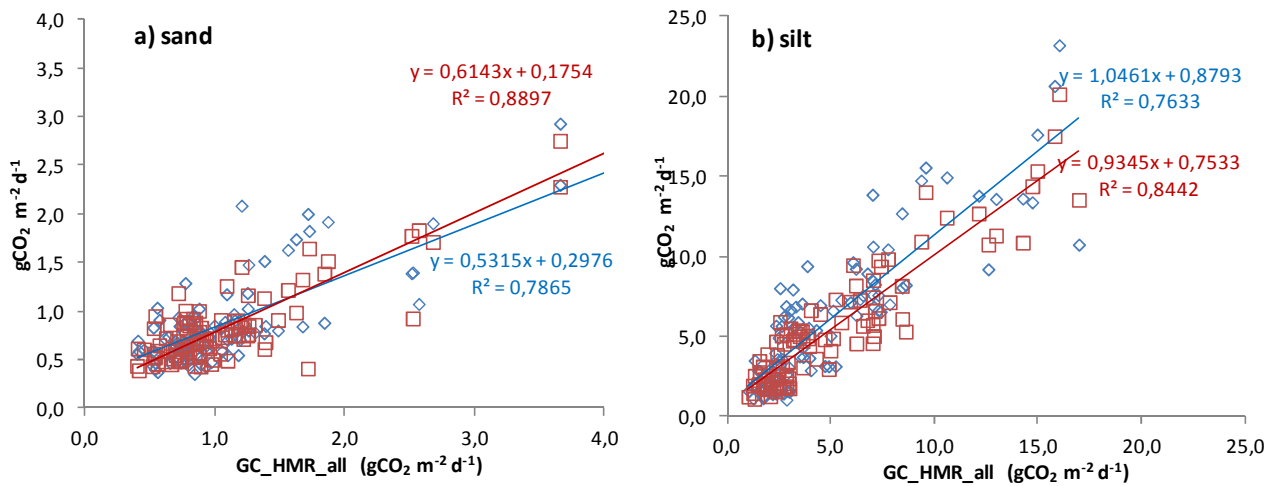 a) sand
gCO₂ m⁻² d⁻¹
4,0
3,5
3,0
2,5
2,0
1,5
1,0
0,5
0,0
y = 0,6143x + 0,1754
R² = 0,8897
y = 0,5315x + 0,2976
R² = 0,7865
0,0 1,0 2,0 3,0 4,0
GC_HMR_all (gCO₂ m⁻² d⁻¹)
b) silt
gCO₂ m⁻² d⁻¹
25,0
20,0
15,0
10,0
5,0
0,0
y = 1,0461x + 0,8793
R² = 0,7633
y = 0,9345x + 0,7533
R² = 0,8442
0,0 5,0 10,0 15,0 20,0 25,0
GC_HMR_all (gCO₂ m⁻² d⁻¹)